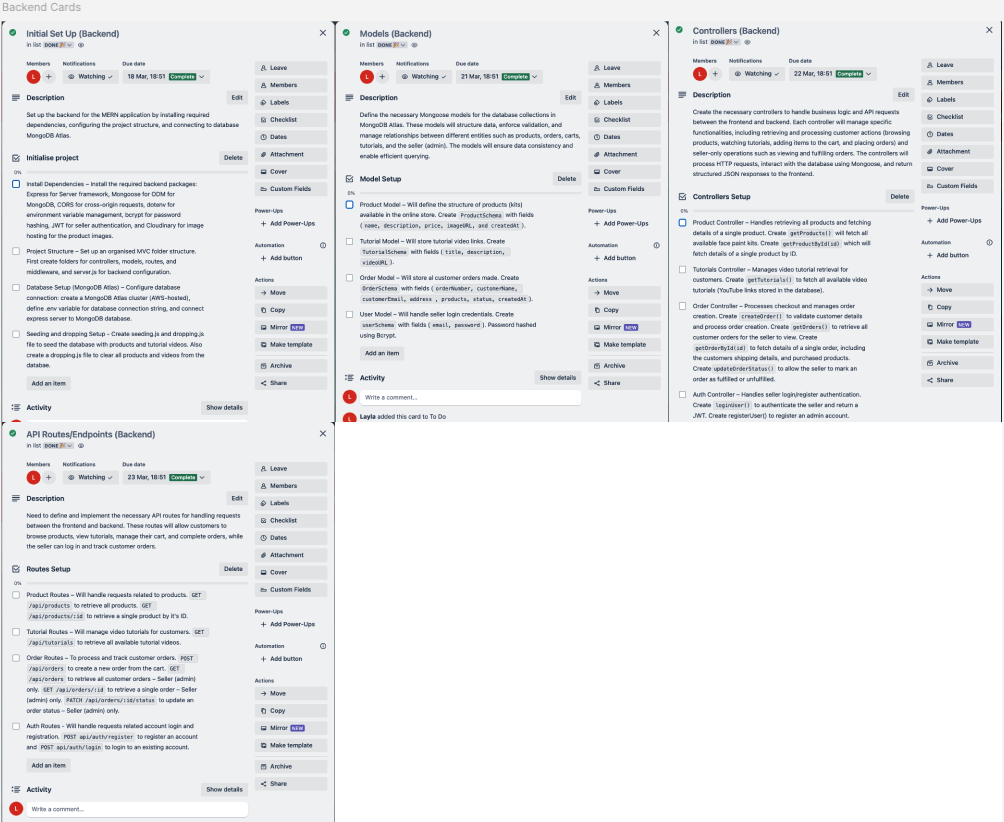 Backend Cards
Initial Set Up (Backend)
in list DONE
Members
Notifications
Due date
L
Watching
18 Mar, 18:51 Complete
Description
Edit
Set up the backend for the MERN application by installing required
dependencies, configuring the project structure, and connecting to database
MongoDB Atlas.
Initialise project
Delete
0%
Install Dependencies – Install the required backend packages:
Express for Server framework, Mongoose for ODM for
MongoDB, CORS for cross-origin requests, dotenv for
environment variable management, bcrypt for password
hashing, JWT for seller authentication, and Cloudinary for image
hosting for the product images.
Project Structure – Set up an organised MVC folder structure.
First create folders for controllers, models, routes, and
middleware, and server.js for backend configuration.
Database Setup (MongoDB Atlas) – Configure database
connection: create a MongoDB Atlas cluster (AWS-hosted),
define .env variable for database connection string, and connect
express server to MongoDB database.
Seeding and dropping Setup - Create seeding.js and dropping.js
file to seed the database with products and tutorial videos. Also
create a dropping.js file to clear all products and videos from the
database.
Add an item
Activity
Show details
Leave
Members
Labels
Checklist
Dates
Attachment
Cover
Custom Fields
Power-Ups
+ Add Power-Ups
Automation
+ Add button
Actions
Move
Copy
Mirror NEW
Make template
Archive
Share
Models (Backend)
in list DONE
Members
Notifications
Due date
L
Watching
21 Mar, 18:51 Complete
Description
Edit
Define the necessary Mongoose models for the database collections in
MongoDB Atlas. These models will structure data, enforce validation, and
manage relationships between different entities such as products, orders, carts,
tutorials, and the seller (admin). The models will ensure data consistency and
enable efficient querying.
Model Setup
Delete
0%
Product Model – Will define the structure of products (kits)
available in the online store. Create ProductSchema with fields
(name, description, price, imageURL, and createdAt).
Tutorial Model – Will store tutorial video links. Create
TutorialSchema with fields (title, description,
videoURL).
Order Model – Will store al customer orders made. Create
OrderSchema with fields (orderNumber, customerName,
customerEmail, address , products, status, createdAt).
User Model – Will handle seller login credentials. Create
userSchema with fields (email, password). Password hashed
using Bcrypt.
Add an item
Activity
Show details
L
Write a comment...
Layla added this card to To Do
Leave
Members
Labels
Checklist
Dates
Attachment
Cover
Custom Fields
Power-Ups
+ Add Power-Ups
Automation
+ Add button
Actions
Move
Copy
Mirror NEW
Make template
Archive
Share
Controllers (Backend)
in list DONE
Members
Notifications
Due date
L
Watching
22 Mar, 18:51 Complete
Description
Edit
Create the necessary controllers to handle business logic and API requests
between the frontend and backend. Each controller will manage specific
functionalities, including retrieving and processing customer actions (browsing
products, watching tutorials, adding items to the cart, and placing orders) and
seller-only operations such as viewing and fulfilling orders. The controllers will
process HTTP requests, interact with the database using Mongoose, and return
structured JSON responses to the frontend.
Controllers Setup
Delete
0%
Product Controller – Handles retrieving all products and fetching
details of a single product. Create getProducts() will fetch all
available face paint kits. Create getProductById(id) which will
fetch details of a single product by ID.
Tutorials Controller – Manages video tutorial retrieval for
customers. Create getTutorials() to fetch all available video
tutorials (YouTube links stored in the database).
Order Controller – Processes checkout and manages order
creation. Create createOrder() to validate customer details
and process order creation. Create getOrders() to retrieve all
customer orders for the seller to view. Create
getOrderById(id) to fetch details of a single order, including
the customers shipping details, and purchased products.
Create updateOrderStatus() to allow the seller to mark an
order as fulfilled or unfulfilled.
Auth Controller – Handles seller login/register authentication.
Create loginUser() to authenticate the seller and return a
JWT. Create registerUser() to register an admin account.
Leave
Members
Labels
Checklist
Dates
Attachment
Cover
Custom Fields
Power-Ups
+ Add Power-Ups
Automation
+ Add button
Actions
Move
Copy
Mirror NEW
Make template
Archive
Share
API Routes/Endpoints (Backend)
in list DONE
Members
Notifications
Due date
L
Watching
23 Mar, 18:51 Complete
Description
Edit
Need to define and implement the necessary API routes for handling requests
between the frontend and backend. These routes will allow customers to
browse products, view tutorials, manage their cart, and complete orders, while
the seller can log in and track customer orders.
Routes Setup
Delete
0%
Product Routes – Will handle requests related to products. GET
/api/products to retrieve all products. GET
/api/products/:id to retrieve a single product by it's ID.
Tutorial Routes – Will manage video tutorials for customers. GET
/api/tutorials to retrieve all available tutorial videos.
Order Routes – To process and track customer orders. POST
/api/orders to create a new order from the cart. GET
/api/orders to retrieve all customer orders – Seller (admin)
only. GET /api/orders/:id to retrieve a single order – Seller
(admin) only. PATCH /api/orders/:id/status to update an
order status – Seller (admin) only.
Auth Routes - Will handle requests related account login and
registration. POST api/auth/register to register an account
and POST api/auth/login to login to an existing account.
Add an item
Activity
Show details
L
Write a comment...
Leave
Members
Labels
Checklist
Dates
Attachment
Cover
Custom Fields
Power-Ups
+ Add Power-Ups
Automation
+ Add button
Actions
Move
Copy
Mirror NEW
Make template
Archive
Share